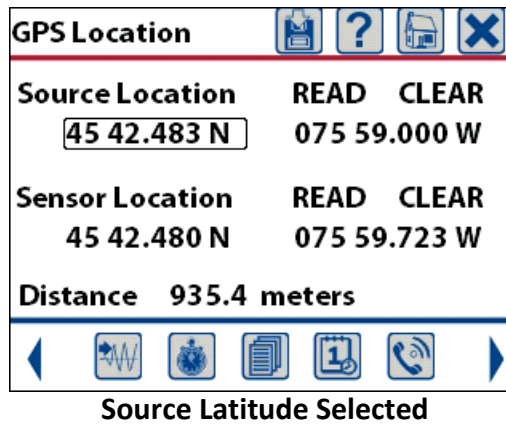 GPS Location ?
Source Location READ CLEAR
45 42.483 N 075 59.000 W
Sensor Location READ CLEAR
45 42.480 N 075 59.723 W
Distance 935.4 meters
1
Source Latitude Selected